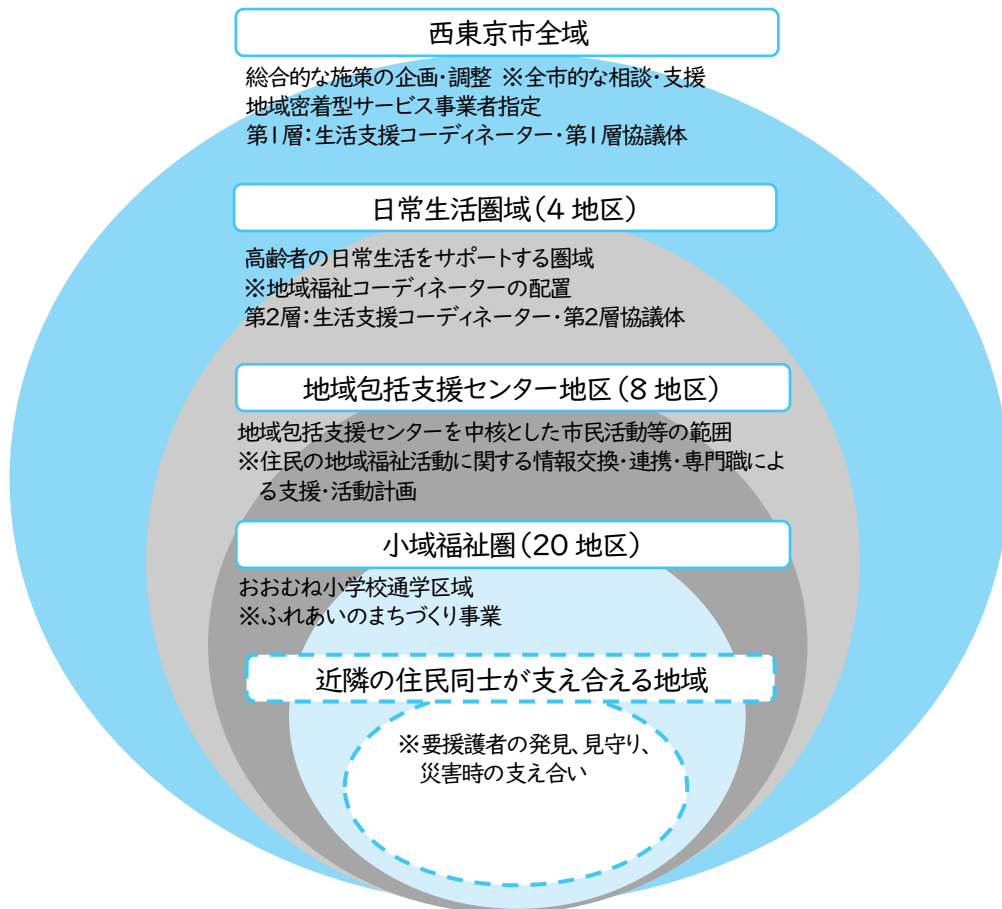 西東京市全域
総合的な施策の企画・調整 ※全市的な相談・支援
地域密着型サービス事業者指定
第1層：生活支援コーディネーター・第1層協議体
日常生活圏域（4 地区）
高齢者の日常生活をサポートする圏域
※地域福祉コーディネーターの配置
第2層：生活支援コーディネーター・第2層協議体
地域包括支援センター地区（8 地区）
地域包括支援センターを中核とした市民活動等の範囲
※住民の地域福祉活動に関する情報交換・連携・専門職によ
る支援・活動計画
小域福祉圏（20 地区）
おおむね小学校通学区域
※ふれあいのまちづくり事業
近隣の住民同士が支え合える地域
※要援護者の発見、見守り、
災害時の支え合い